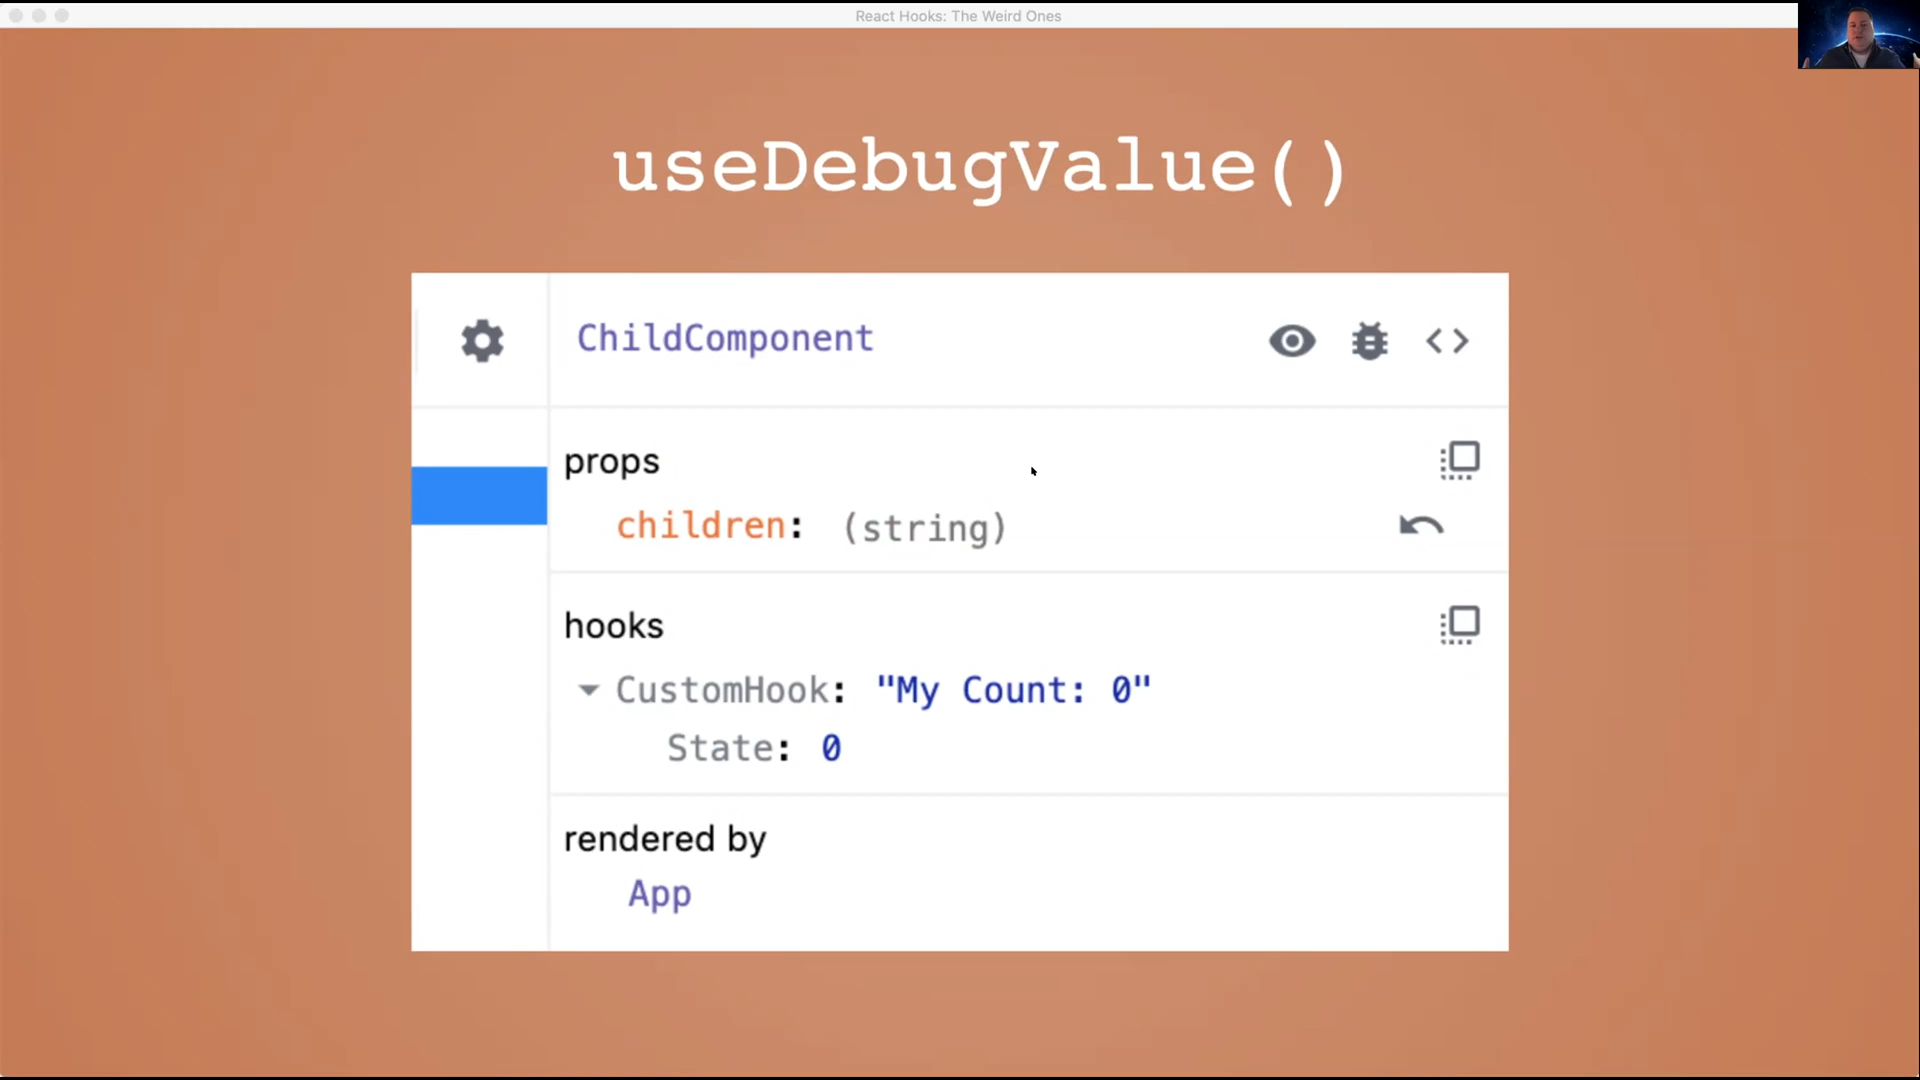 React Hooks: The Weird Ones
useDebugValue()
ChildComponent
props
children: (string)
hooks
CustomHook: "My Count: 0"
State: 0
rendered by
App